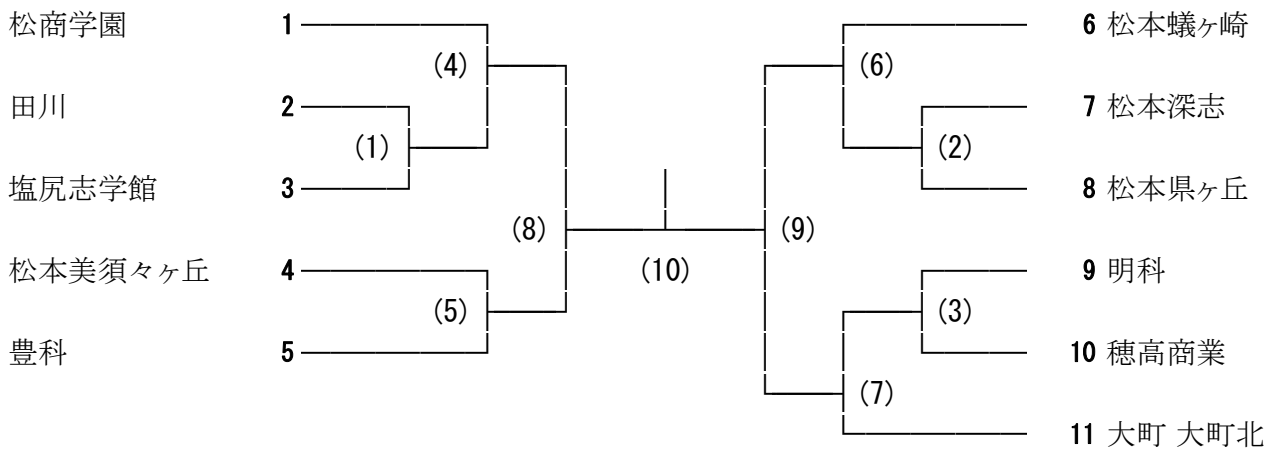 松商学園 1
6 松本蟻ヶ崎
(4)
(6)
田川 2
7 松本深志
(1)
(2)
塩尻志学館 3
8 松本県ヶ丘
(8)
(9)
松本美須々ヶ丘 4
(10)
9 明科
(5)
(3)
豊科 5
10 穂高商業
(7)
11 大町 大町北